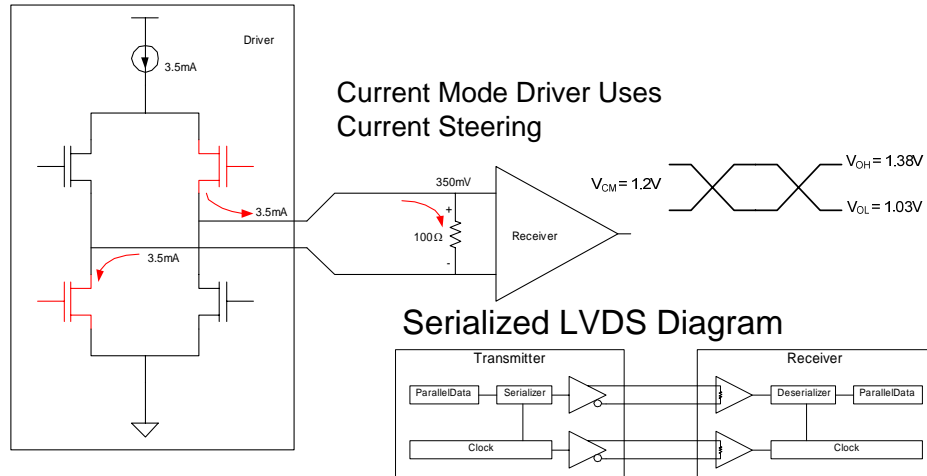 Driver
3.5mA
Current Mode Driver Uses
Current Steering
350mV
V_CM = 1.2V
V_OH = 1.38V
3.5mA
+
100Ω
Receiver
V_OL = 1.03V
3.5mA
-
Serialized LVDS Diagram
Transmitter
Receiver
ParallelData
Serializer
Deserializer
ParallelData
Clock
Clock